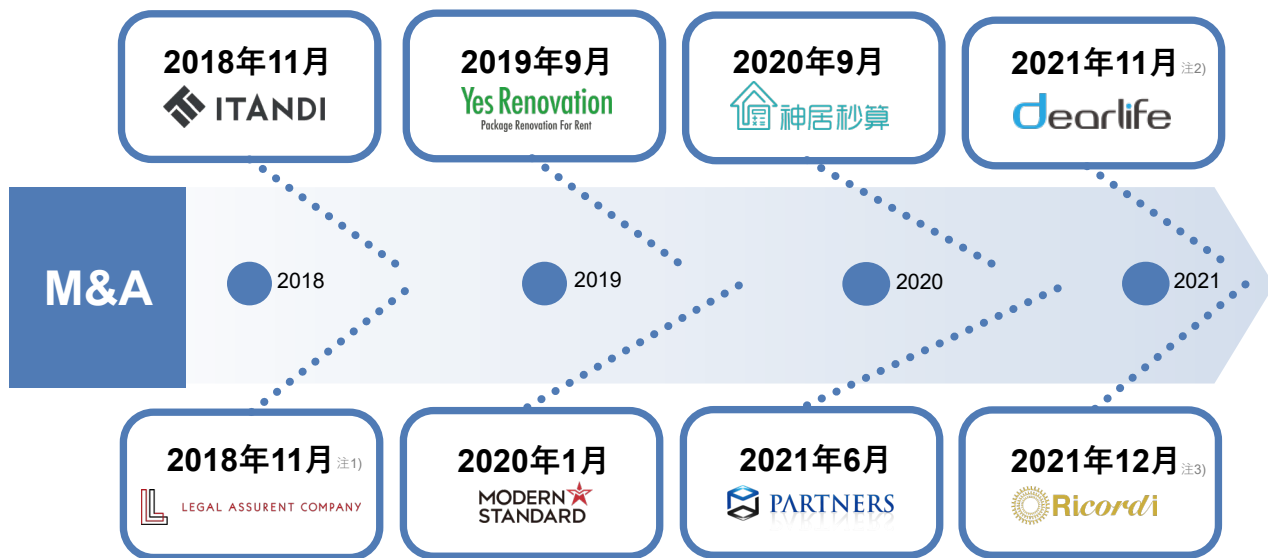 2018年11月
ITANDI
2019年9月
Yes Renovation
Package Renovation For Rent
2020年9月
神居秒算
2021年11月 注2)
dearlife
M&A
2018
2019
2020
2021
2018年11月 注1)
LEGAL ASSURENT COMPANY
2020年1月
MODERN
STANDARD
2021年6月
PARTNERS
2021年12月 注3)
Ricordi